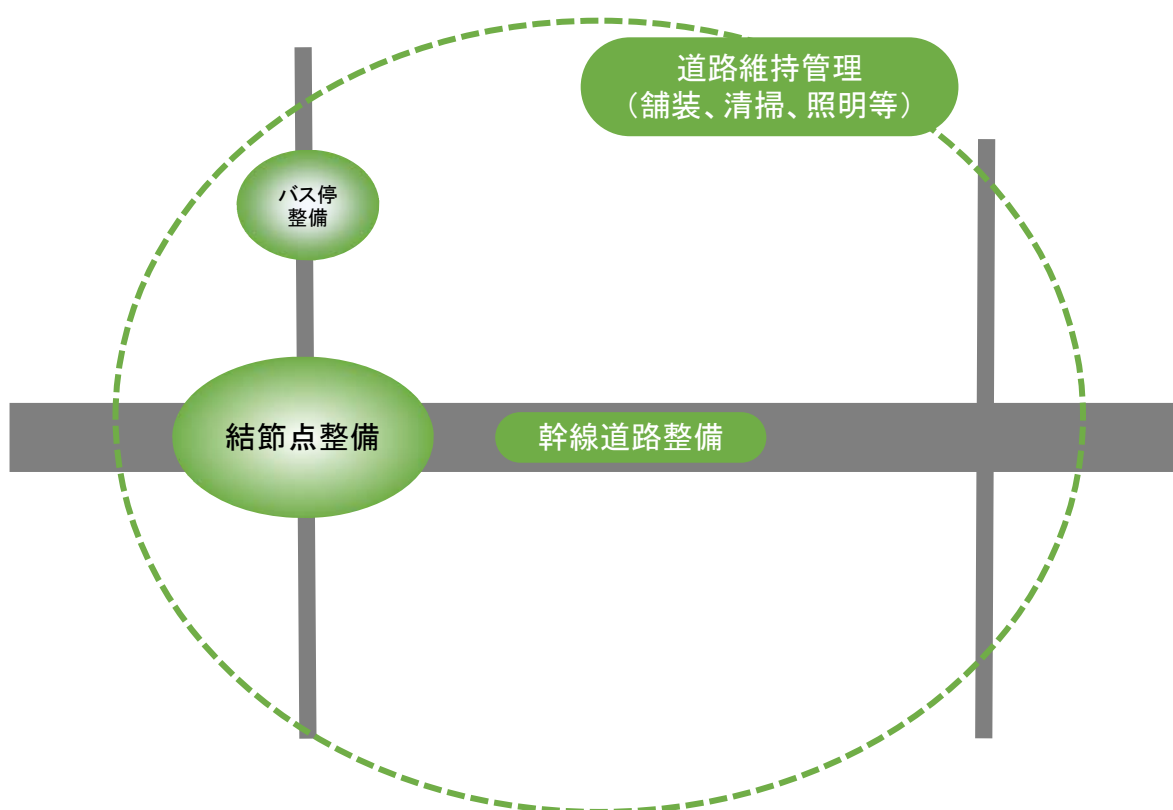 道路維持管理
（舗装、清掃、照明等）
バス停
整備
結節点整備
幹線道路整備